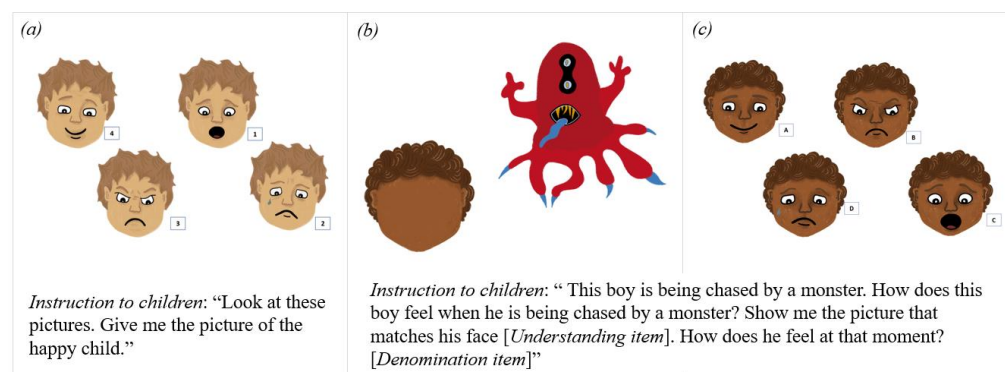 (a)
4
1
3
2
Instruction to children: “Look at these
pictures. Give me the picture of the
happy child.”
(b)
(c)
A
B
D
C
Instruction to children: “ This boy is being chased by a monster. How does this
boy feel when he is being chased by a monster? Show me the picture that
matches his face [Understanding item]. How does he feel at that moment?
[Denomination item]”